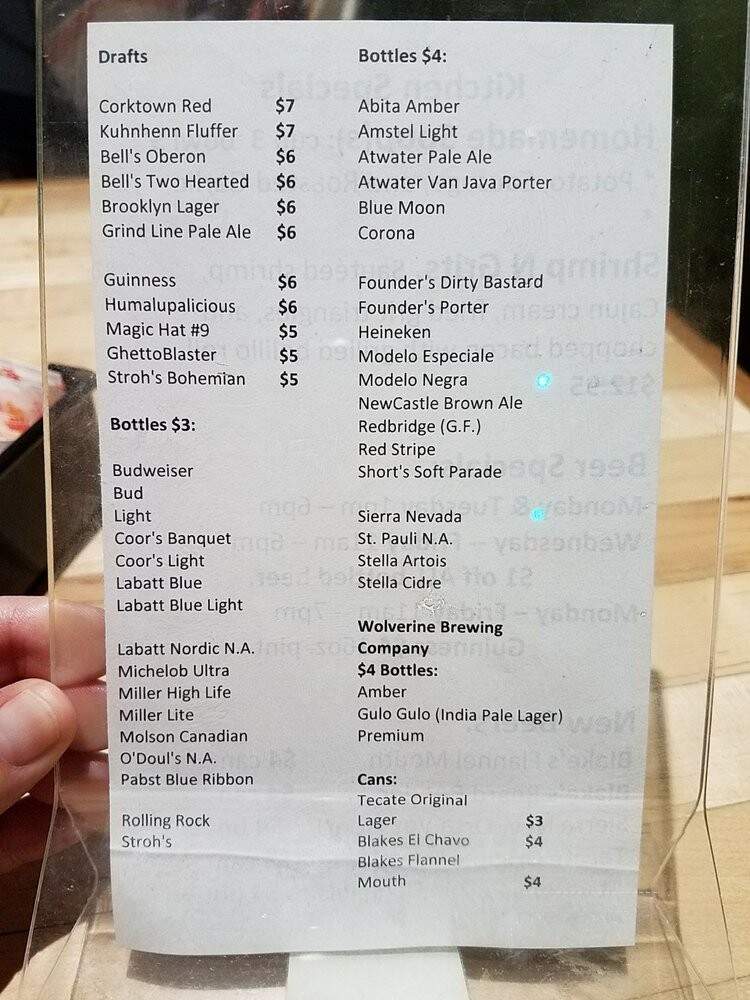 Drafts
Corktown Red $7
Kuhnhenn Fluffer $7
Bell's Oberon $6
Bell's Two Hearted $6
Brooklyn Lager $6
Grind Line Pale Ale $6
Guinness $6
Humalupalicious $6
Magic Hat #9 $5
GhettoBlaster $5
Stroh's Bohemian $5
Bottles $3:
Budweiser
Bud
Light
Coor's Banquet
Coor's Light
Labatt Blue
Labatt Blue Light
Labatt Nordic N.A.
Michelob Ultra
Miller High Life
Miller Lite
Molson Canadian
O'Doul's N.A.
Pabst Blue Ribbon
Rolling Rock
Stroh's
Bottles $4:
Abita Amber
Amstel Light
Atwater Pale Ale
Atwater Van Java Porter
Blue Moon
Corona
Founder's Dirty Bastard
Founder's Porter
Heineken
Modelo Especiale
Modelo Negra
NewCastle Brown Ale
Redbridge (G.F.)
Red Stripe
Short's Soft Parade
Sierra Nevada
St. Pauli N.A.
Stella Artois
Stella Cidre
Wolverine Brewing
Company
$4 Bottles:
Amber
Gulo Gulo (India Pale Lager)
Premium
Cans:
Tecate Original
Lager $3
Blakes El Chavo $4
Blakes Flannel
Mouth $4